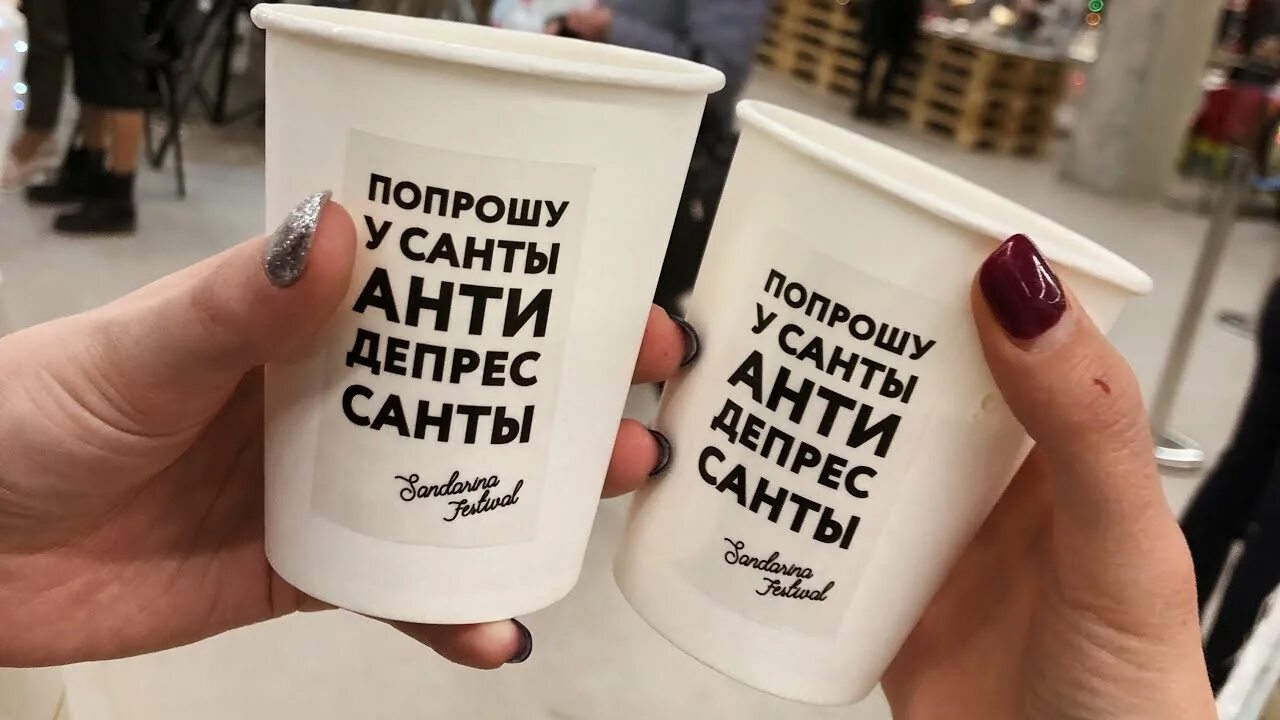 ПОПРОШУ
У САНТЫ
АНТИ
ДЕПРЕС
САНТЫ
Sandarina
Festival
ПОПРОШУ
У САНТЫ
АНТИ
ДЕПРЕС
САНТЫ
Sandarina
Festival